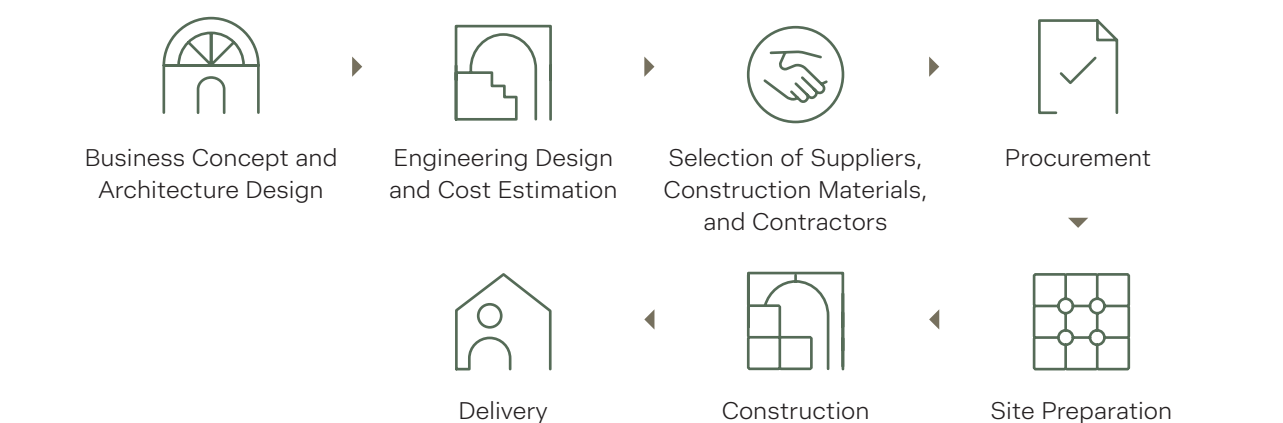 Business Concept and
Architecture Design
Engineering Design
and Cost Estimation
Selection of Suppliers,
Construction Materials,
and Contractors
Procurement
Site Preparation
Construction
Delivery